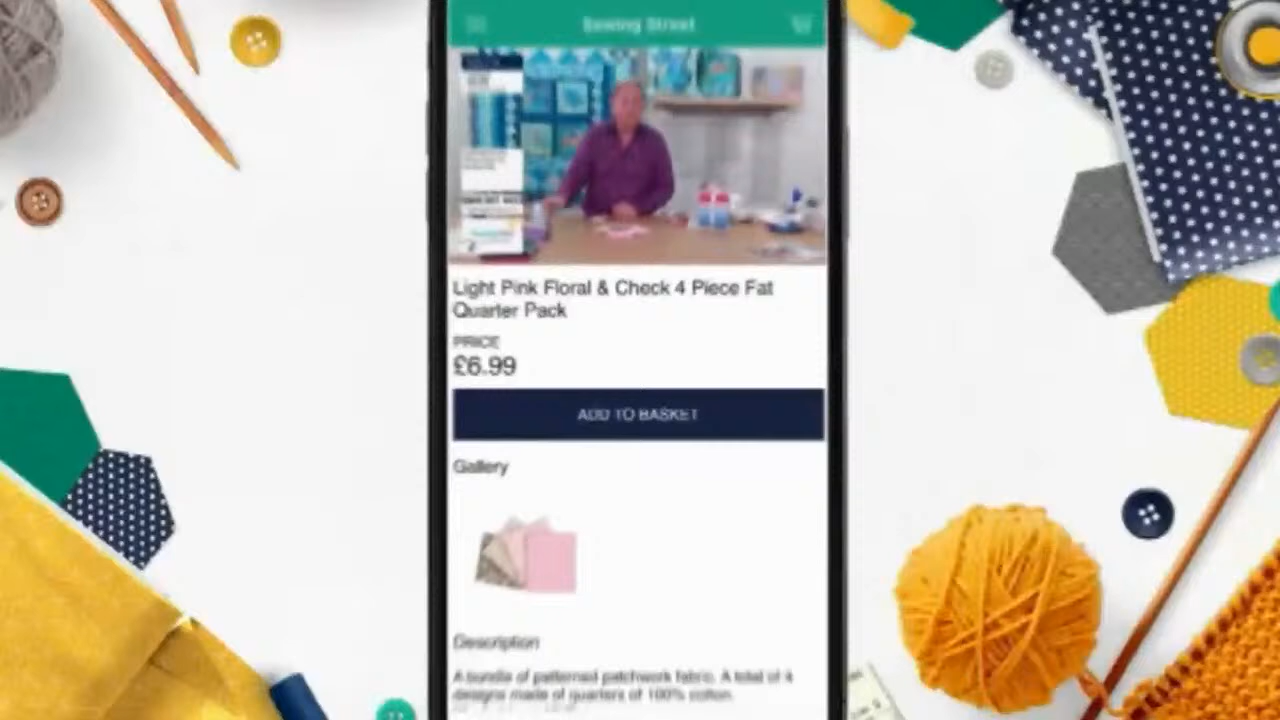 Sewing Street
Light Pink Floral & Check 4 Piece Fat
Quarter Pack
PRICE
£6.99
ADD TO BASKET
Gallery
Description
A bundle of patterned patchwork fabric. A total of 4
designs made of quarters of 100% cotton.